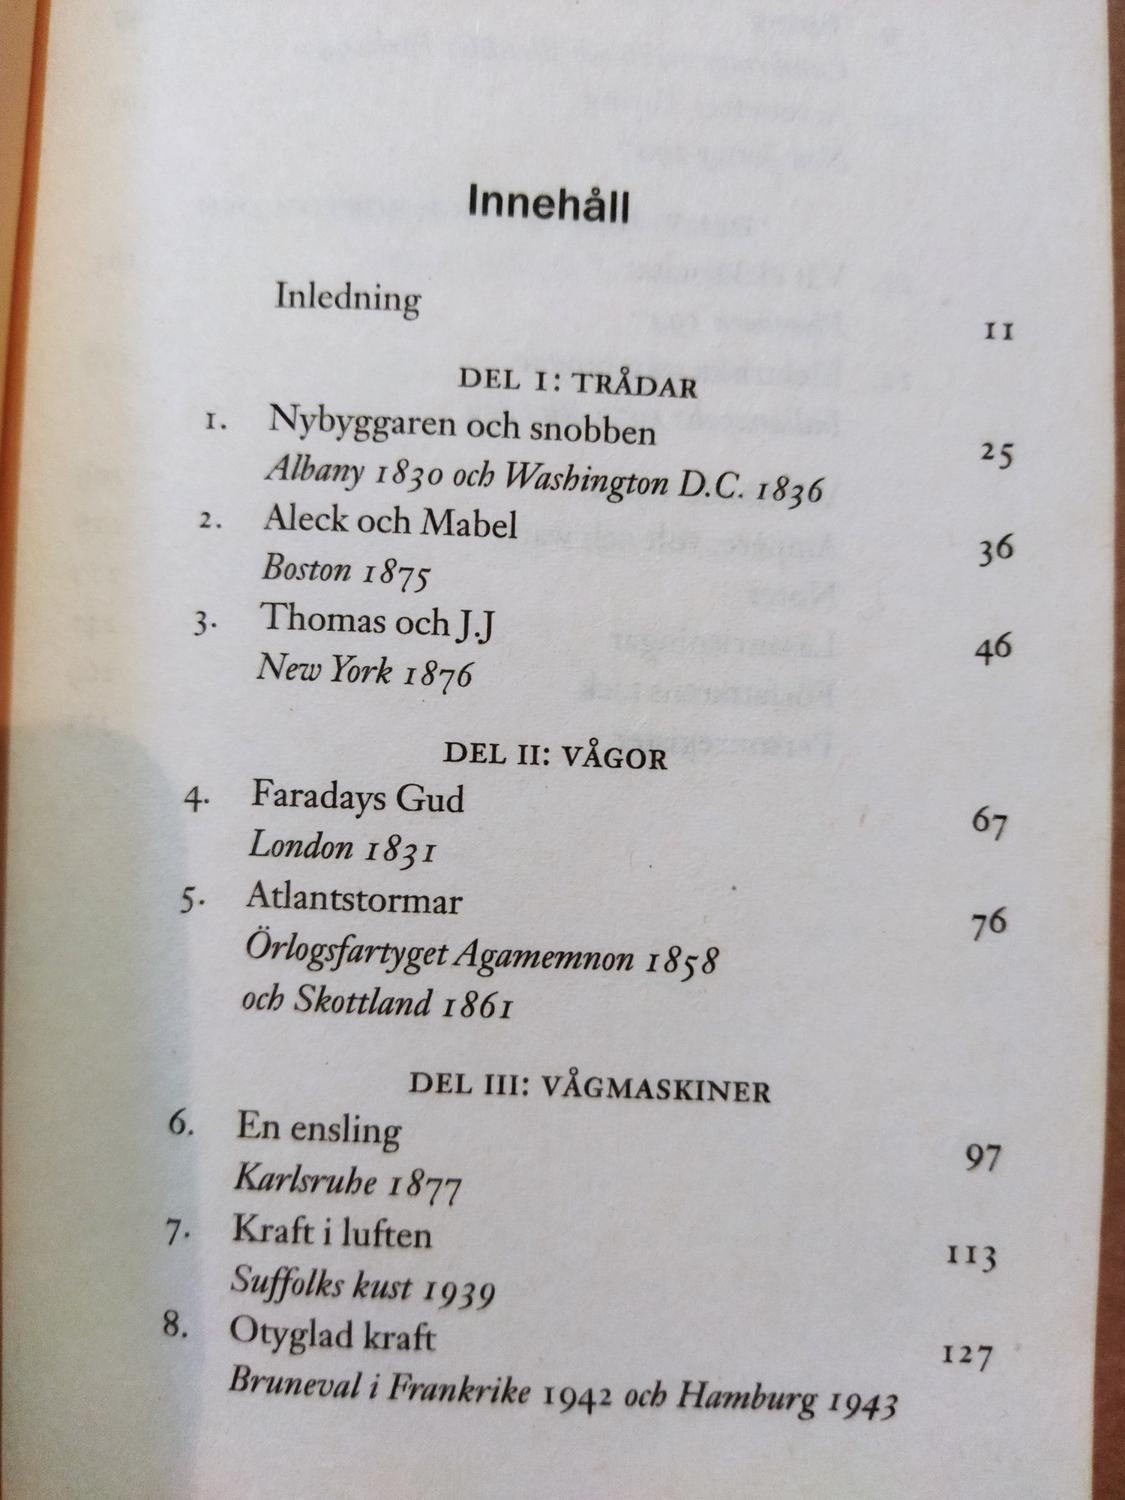 Innehåll
Inledning 11
DEL I: TRÅDAR
1. Nybyggaren och snobben 25
Albany 1830 och Washington D.C. 1836
2. Aleck och Mabel 36
Boston 1875
3. Thomas och J.J 46
New York 1876
DEL II: VÅGOR
4. Faradays Gud 67
London 1831
5. Atlantstormar 76
Örlogsfartyget Agamemnon 1858
och Skottland 1861
DEL III: VÅGMASKINER
6. En ensling 97
Karlsruhe 1877
7. Kraft i luften 113
Suffolks kust 1939
8. Otyglad kraft 127
Bruneval i Frankrike 1942 och Hamburg 1943